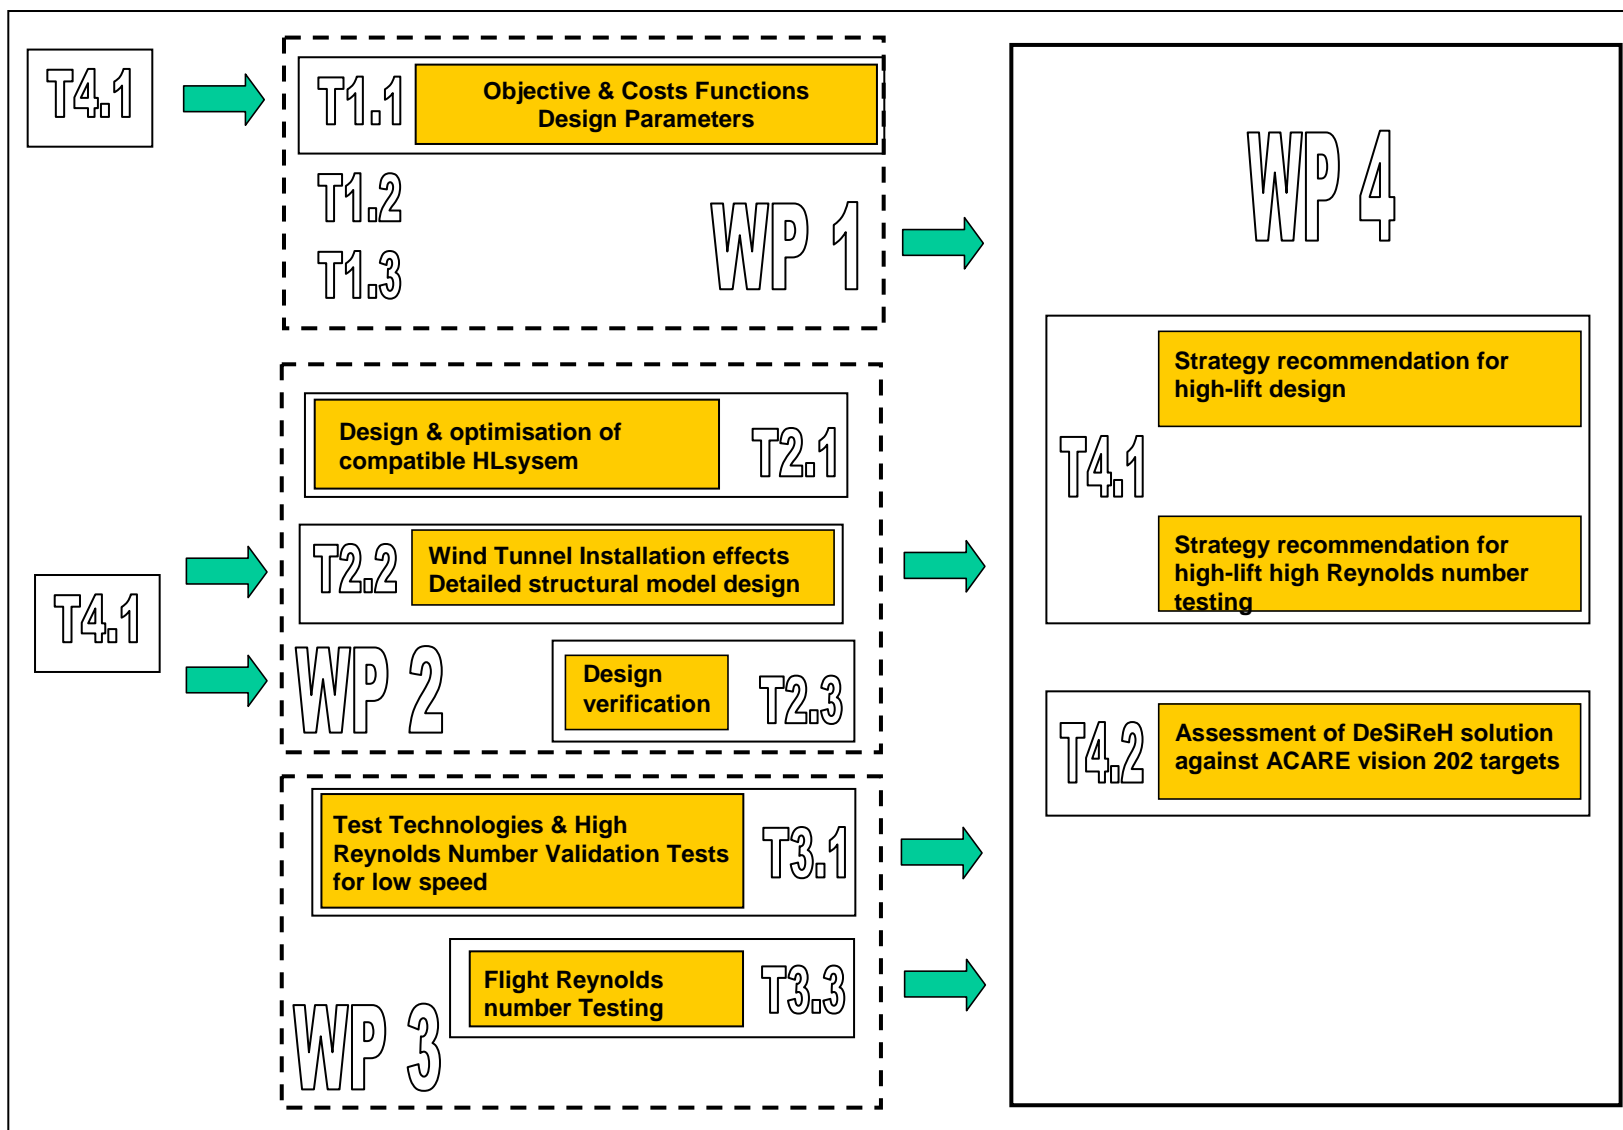 T4.1
T1.1
Objective & Costs Functions
Design Parameters
T1.2
T1.3
WP 1
T4.1
Design & optimisation of
compatible HLsysem
T2.1
T2.2
Wind Tunnel Installation effects
Detailed structural model design
WP 2
Design
verification
T2.3
Test Technologies & High
Reynolds Number Validation Tests
for low speed
T3.1
Flight Reynolds
number Testing
T3.3
WP 3
WP 4
T4.1
Strategy recommendation for
high-lift design
Strategy recommendation for
high-lift high Reynolds number
testing
T4.2
Assessment of DeSiReH solution
against ACARE vision 202 targets